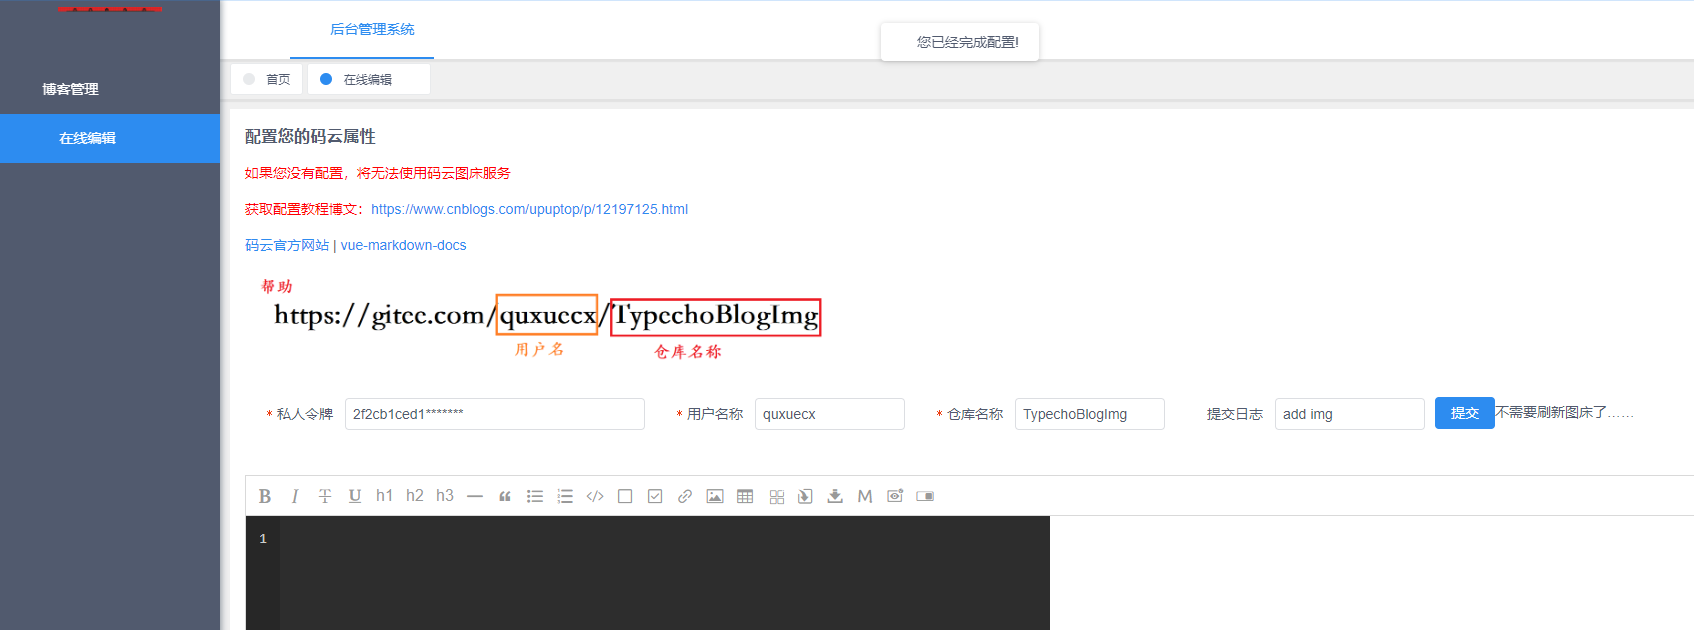 后台管理系统
您已经完成配置!
博客管理
在线编辑
首页
在线编辑
配置您的码云属性
如果您没有配置，将无法使用码云图床服务
获取配置教程博文：https://www.cnblogs.com/upuptop/p/12197125.html
码云官方网站 | vue-markdown-docs
帮助
https://gitee.com/quxuecx/TypechoBlogImg
用户名 仓库名称
* 私人令牌 2f2cb1ced1******* * 用户名称 quxuecx * 仓库名称 TypechoBlogImg 提交日志 add img 提交 不需要刷新图床了……
B I T U h1 h2 h3 — “ </> M
1